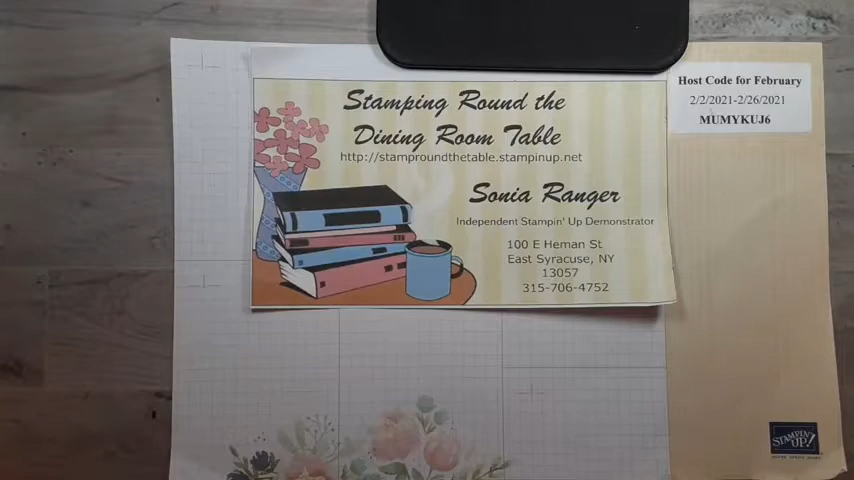 Stamping Round the
Dining Room Table
http://stamproundthetable.stampinup.net
Sonia Ranger
Independent Stampin' Up Demonstrator
100 E Heman St
East Syracuse, NY
13057
315-706-4752
Host Code for February
2/2/2021-2/26/2021
MUMYKUJ6
STAMPIN' UP!